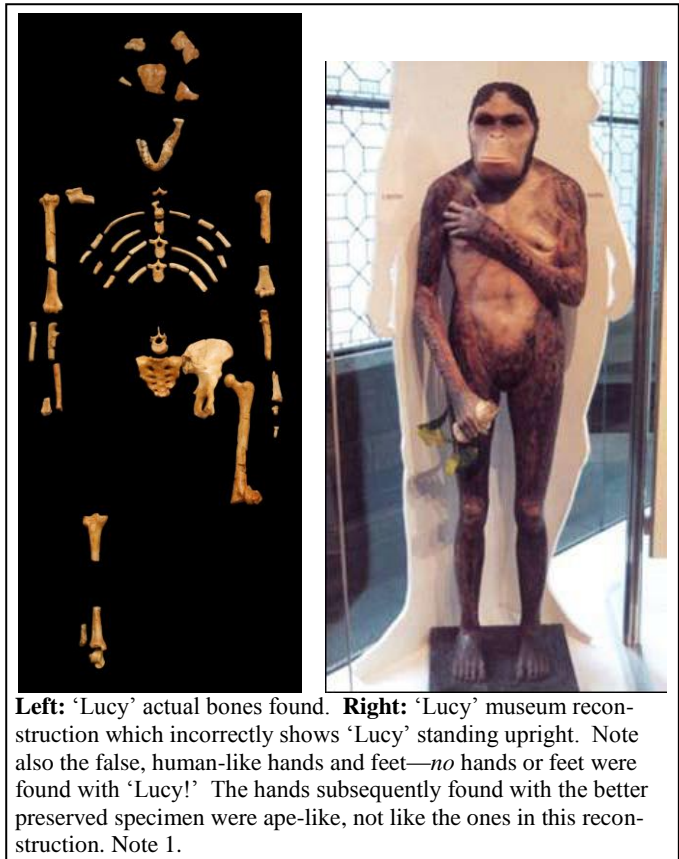 Left: ‘Lucy’ actual bones found.  Right: ‘Lucy’ museum recon-
struction which incorrectly shows ‘Lucy’ standing upright.  Note
also the false, human-like hands and feet—no hands or feet were
found with ‘Lucy!’  The hands subsequently found with the better
preserved specimen were ape-like, not like the ones in this recon-
struction. Note 1.